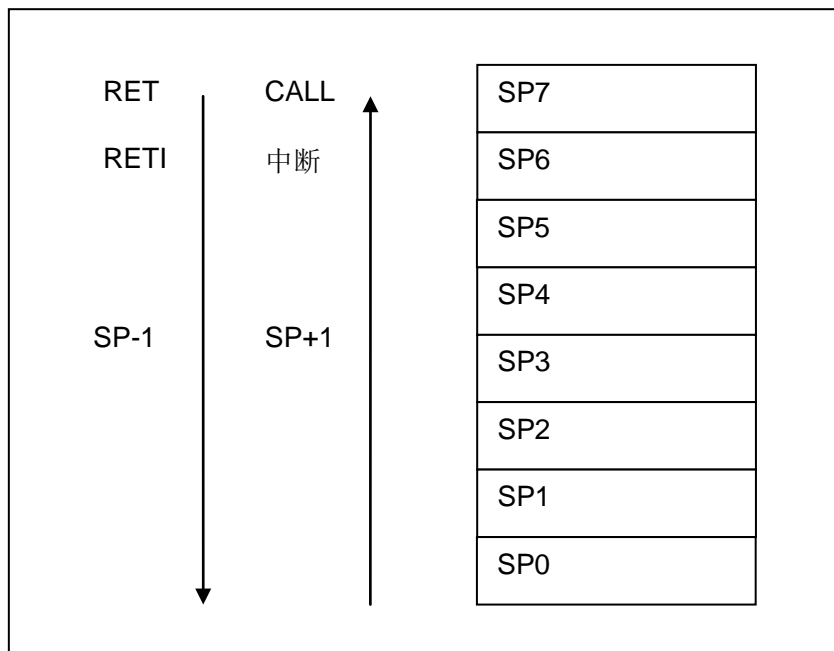 RET CALL SP7
RETI 中断 SP6
SP5
SP4
SP-1 SP+1
SP3
SP2
SP1
SP0